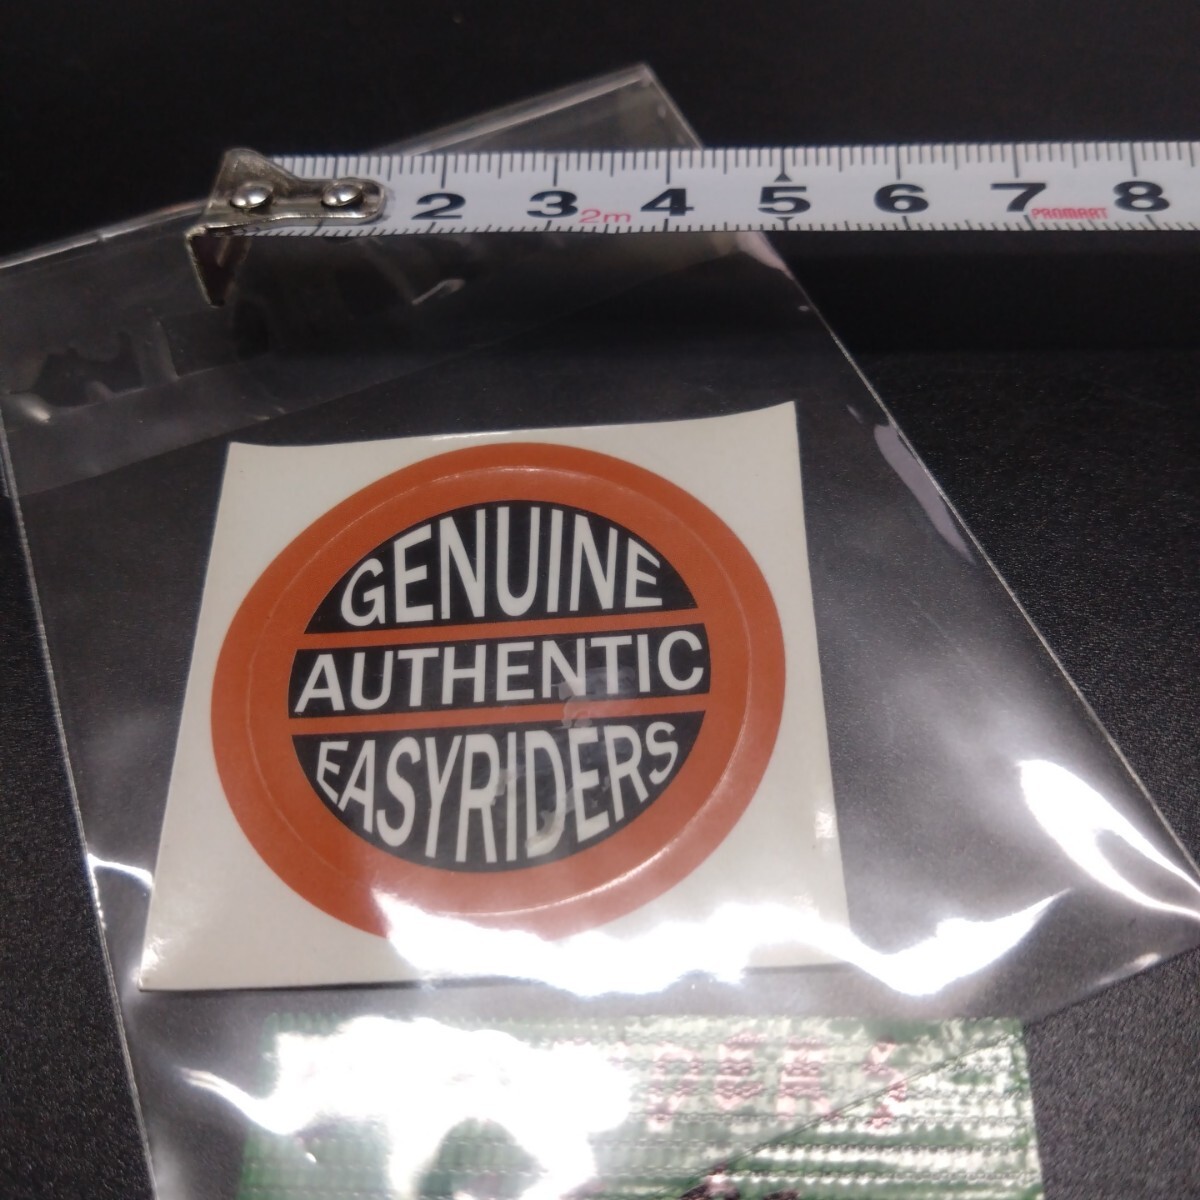 2 3 2m 4 5 6 7 PROMART 8
GENUINE
AUTHENTIC
EASYRIDERS